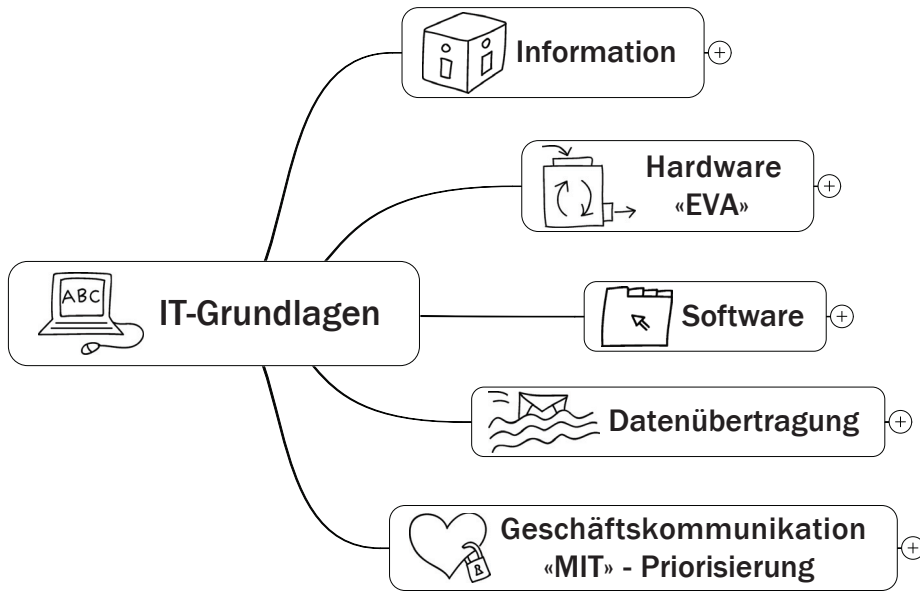 Information
Hardware
«EVA»
ABC
IT-Grundlagen
Software
Datenübertragung
Geschäftskommunikation
«MIT» - Priorisierung